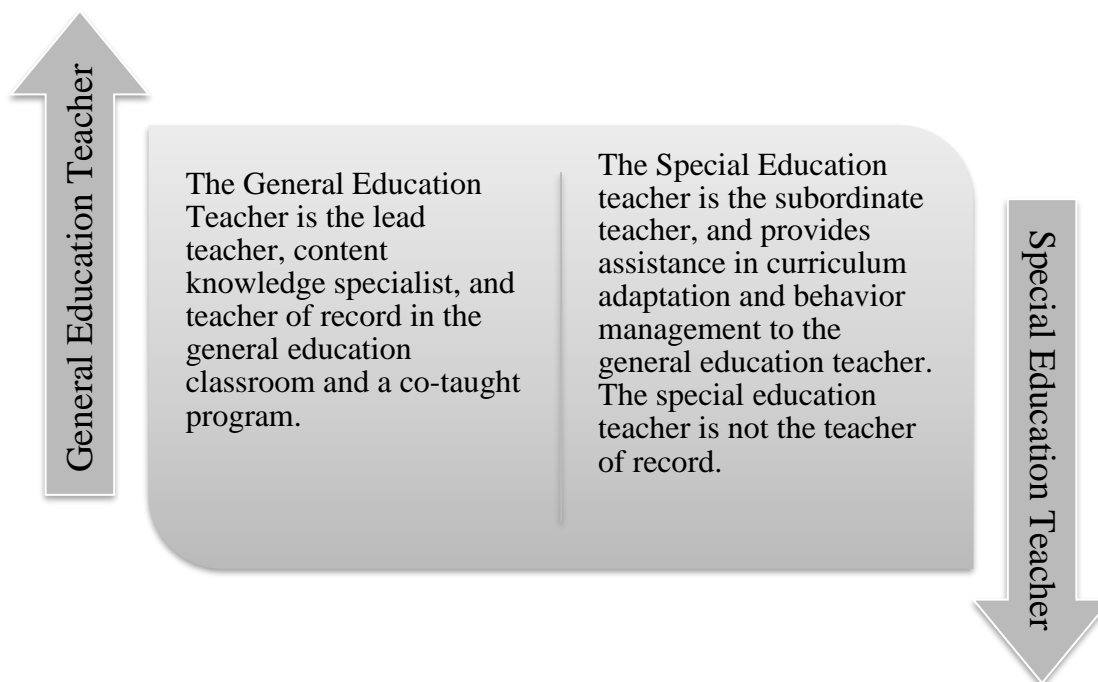 General Education Teacher
The General Education
Teacher is the lead
teacher, content
knowledge specialist, and
teacher of record in the
general education
classroom and a co-taught
program.
The Special Education
teacher is the subordinate
teacher, and provides
assistance in curriculum
adaptation and behavior
management to the
general education teacher.
The special education
teacher is not the teacher
of record.
Special Education Teacher